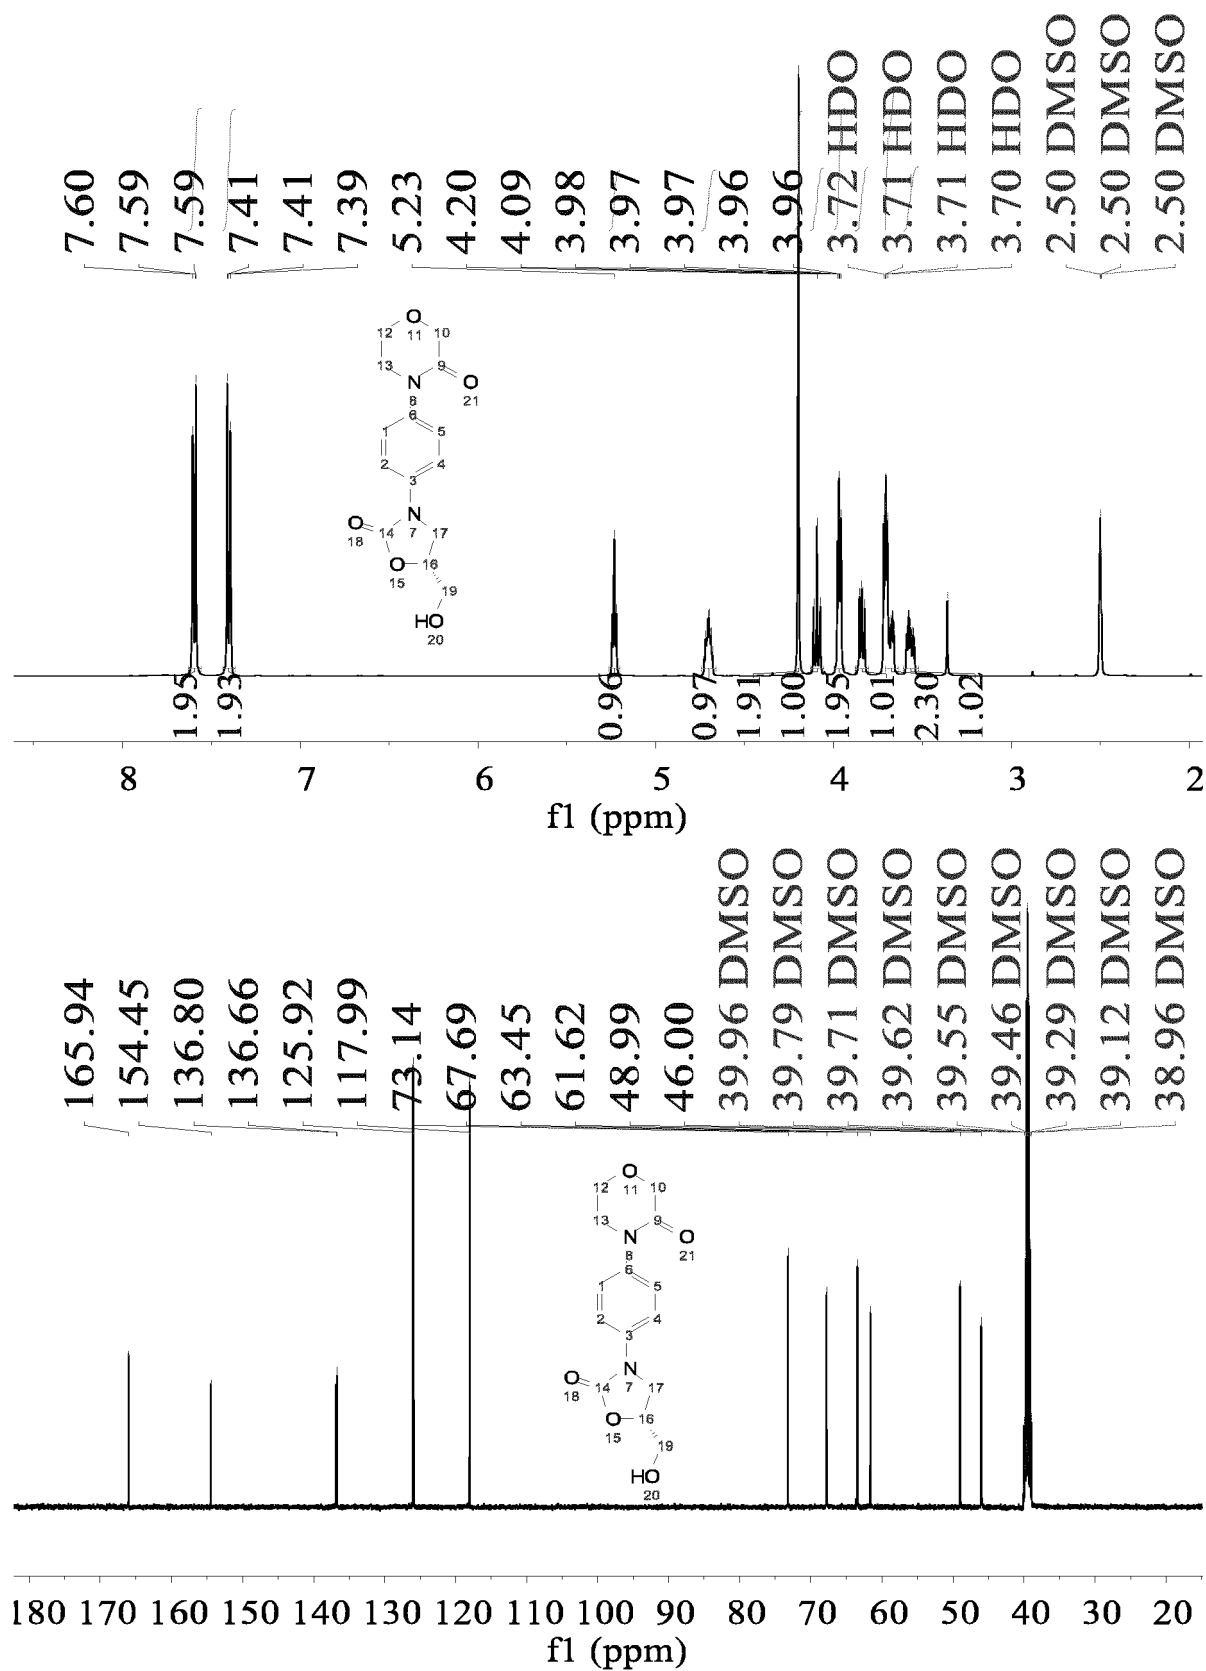 7.60 7.59 7.59 7.41 7.41 7.39 5.23 4.20 4.09 3.98 3.97 3.97 3.96 3.96 3.72 HDO 3.71 HDO 3.71 HDO 3.70 HDO 2.50 DMSO 2.50 DMSO 2.50 DMSO
O
12 11 10
13 9
N O
8 21
6
1 5
2 4
3
O N
18 14 7 17
O 16
15 19
HO
20
1.95 1.93 0.96 0.97 1.91 1.00 1.95 1.01 2.30 1.02
8 7 6 5 4 3 2
f1 (ppm)
165.94 154.45 136.80 136.66 125.92 117.99 73.14 67.69 63.45 61.62 48.99 46.00 39.96 DMSO 39.79 DMSO 39.71 DMSO 39.62 DMSO 39.55 DMSO 39.46 DMSO 39.29 DMSO 39.12 DMSO 38.96 DMSO
O
12 11 10
13 9
N O
8 21
6
1 5
2 4
3
O N
18 14 7 17
O 16
15 19
HO
20
180 170 160 150 140 130 120 110 100 90 80 70 60 50 40 30 20
f1 (ppm)